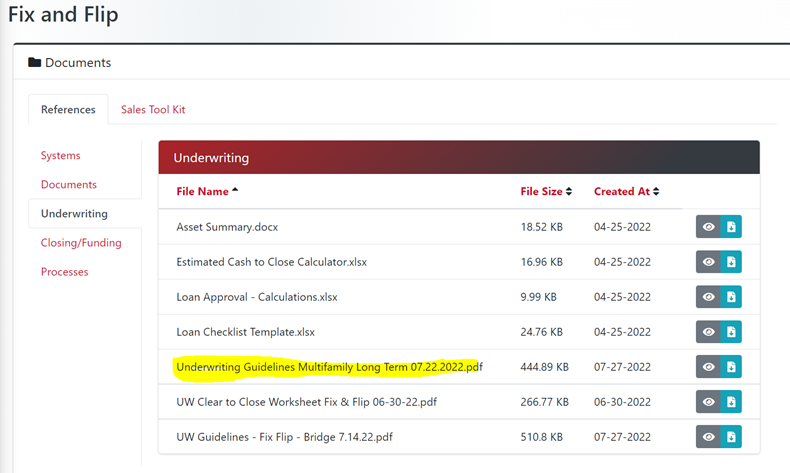 Fix and Flip
Documents
References Sales Tool Kit
Systems
Documents
Underwriting
Closing/Funding
Processes
Underwriting
File Name File Size Created At
Asset Summary.docx 18.52 KB 04-25-2022
Estimated Cash to Close Calculator.xlsx 16.96 KB 04-25-2022
Loan Approval - Calculations.xlsx 9.99 KB 04-25-2022
Loan Checklist Template.xlsx 24.76 KB 04-25-2022
Underwriting Guidelines Multifamily Long Term 07.22.2022.pdf 444.89 KB 07-27-2022
UW Clear to Close Worksheet Fix & Flip 06-30-22.pdf 266.77 KB 06-30-2022
UW Guidelines - Fix Flip - Bridge 7.14.22.pdf 510.8 KB 07-27-2022